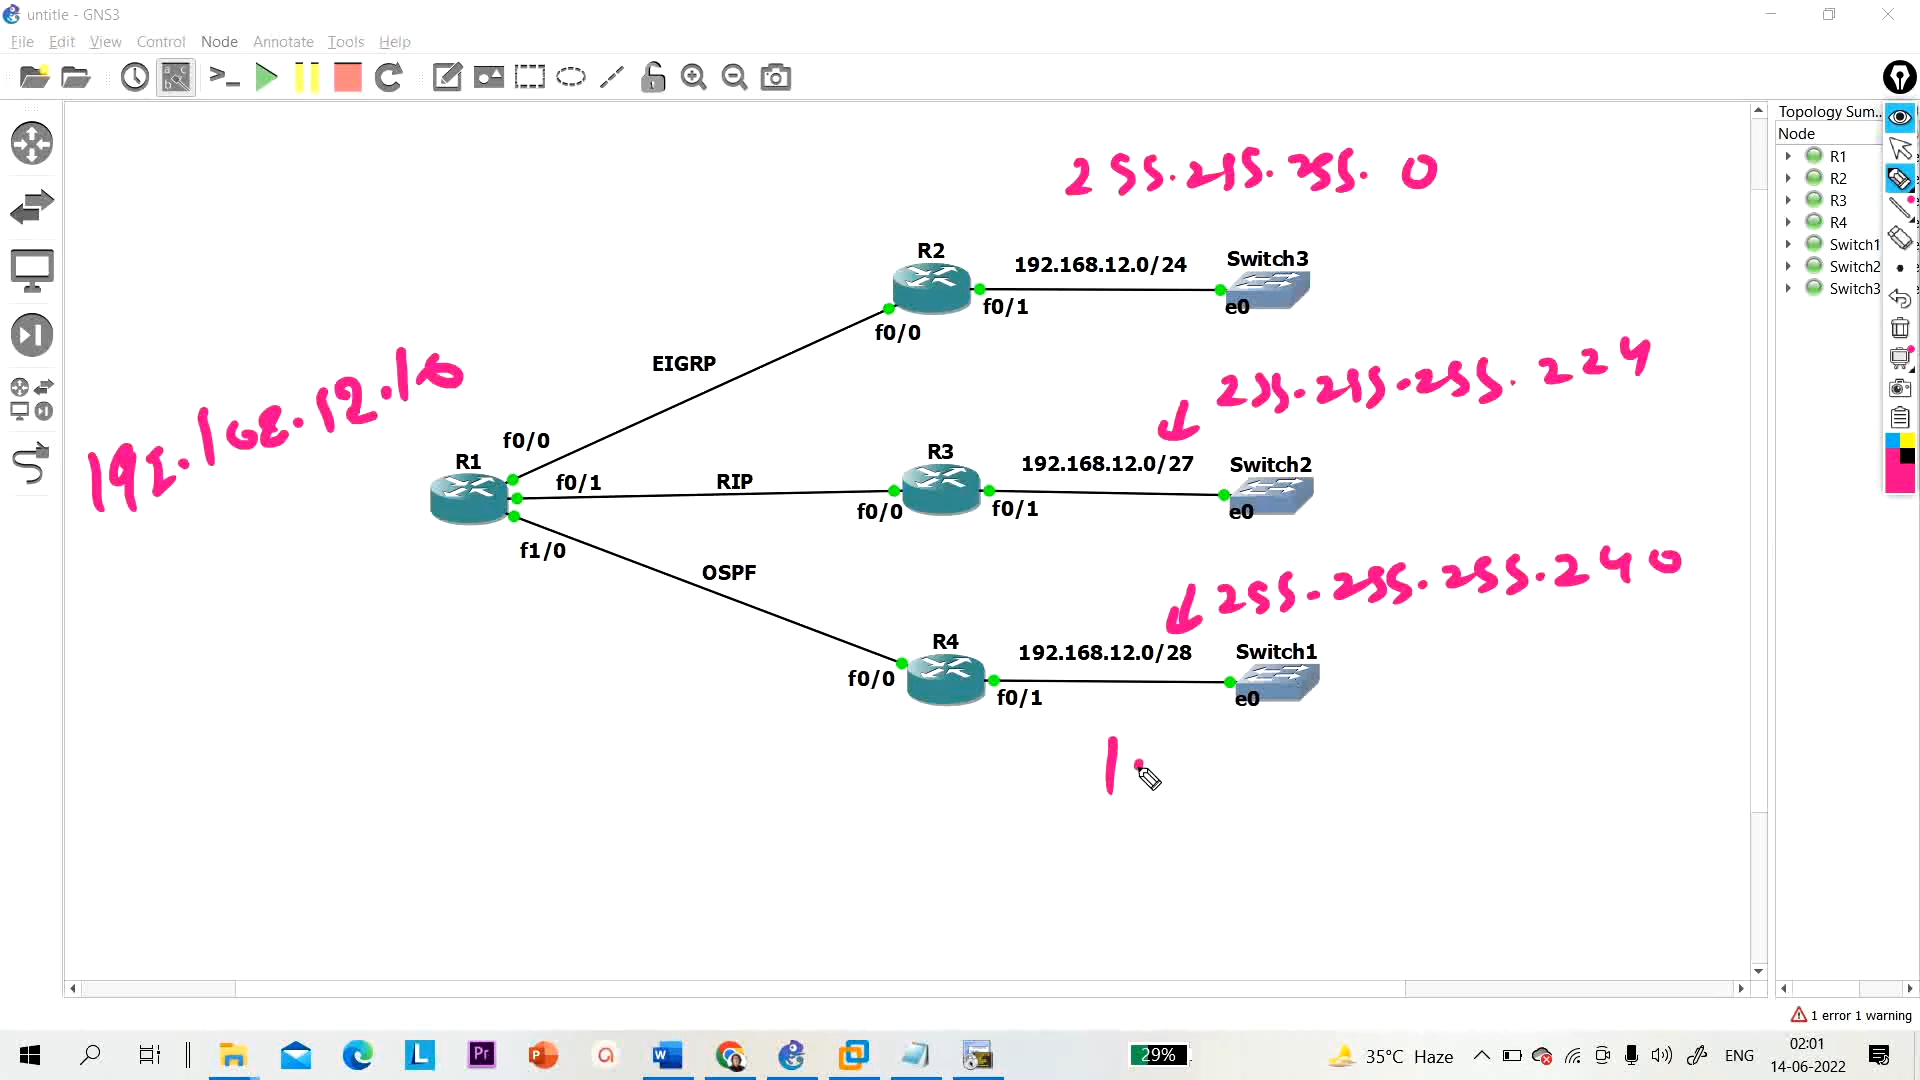 untitle - GNS3
File Edit View Control Node Annotate Tools Help
Topology Sum...
Node
R1
R2
R3
R4
Switch1
Switch2
Switch3
255.255.255.0
R2
192.168.12.0/24
Switch3
f0/1
e0
f0/0
EIGRP
255.255.255.224
192.168.12.10
f0/0
R1
f0/1
RIP
R3
192.168.12.0/27
Switch2
f0/0
f0/1
e0
f1/0
OSPF
255.255.255.240
R4
192.168.12.0/28
Switch1
f0/0
f0/1
e0
1
1 error 1 warning
29%
35°C Haze
ENG
02:01
14-06-2022